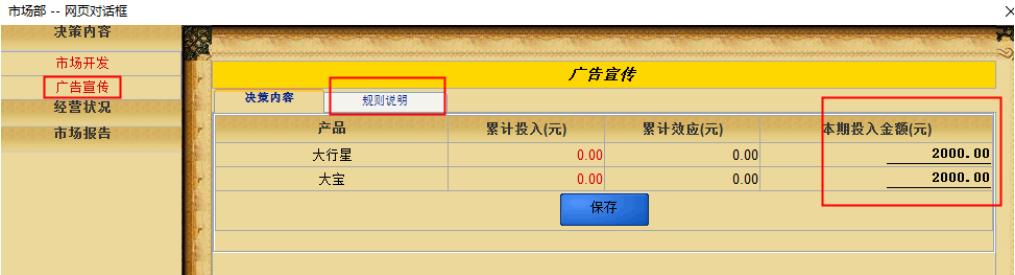 市场部 -- 网页对话框
决策内容
市场开发
广告宣传
经营状况
市场报告
广告宣传
决策内容 规则说明
产品 累计投入(元) 累计效应(元) 本期投入金额(元)
大行星 0.00 0.00 2000.00
大宝 0.00 0.00 2000.00
保存